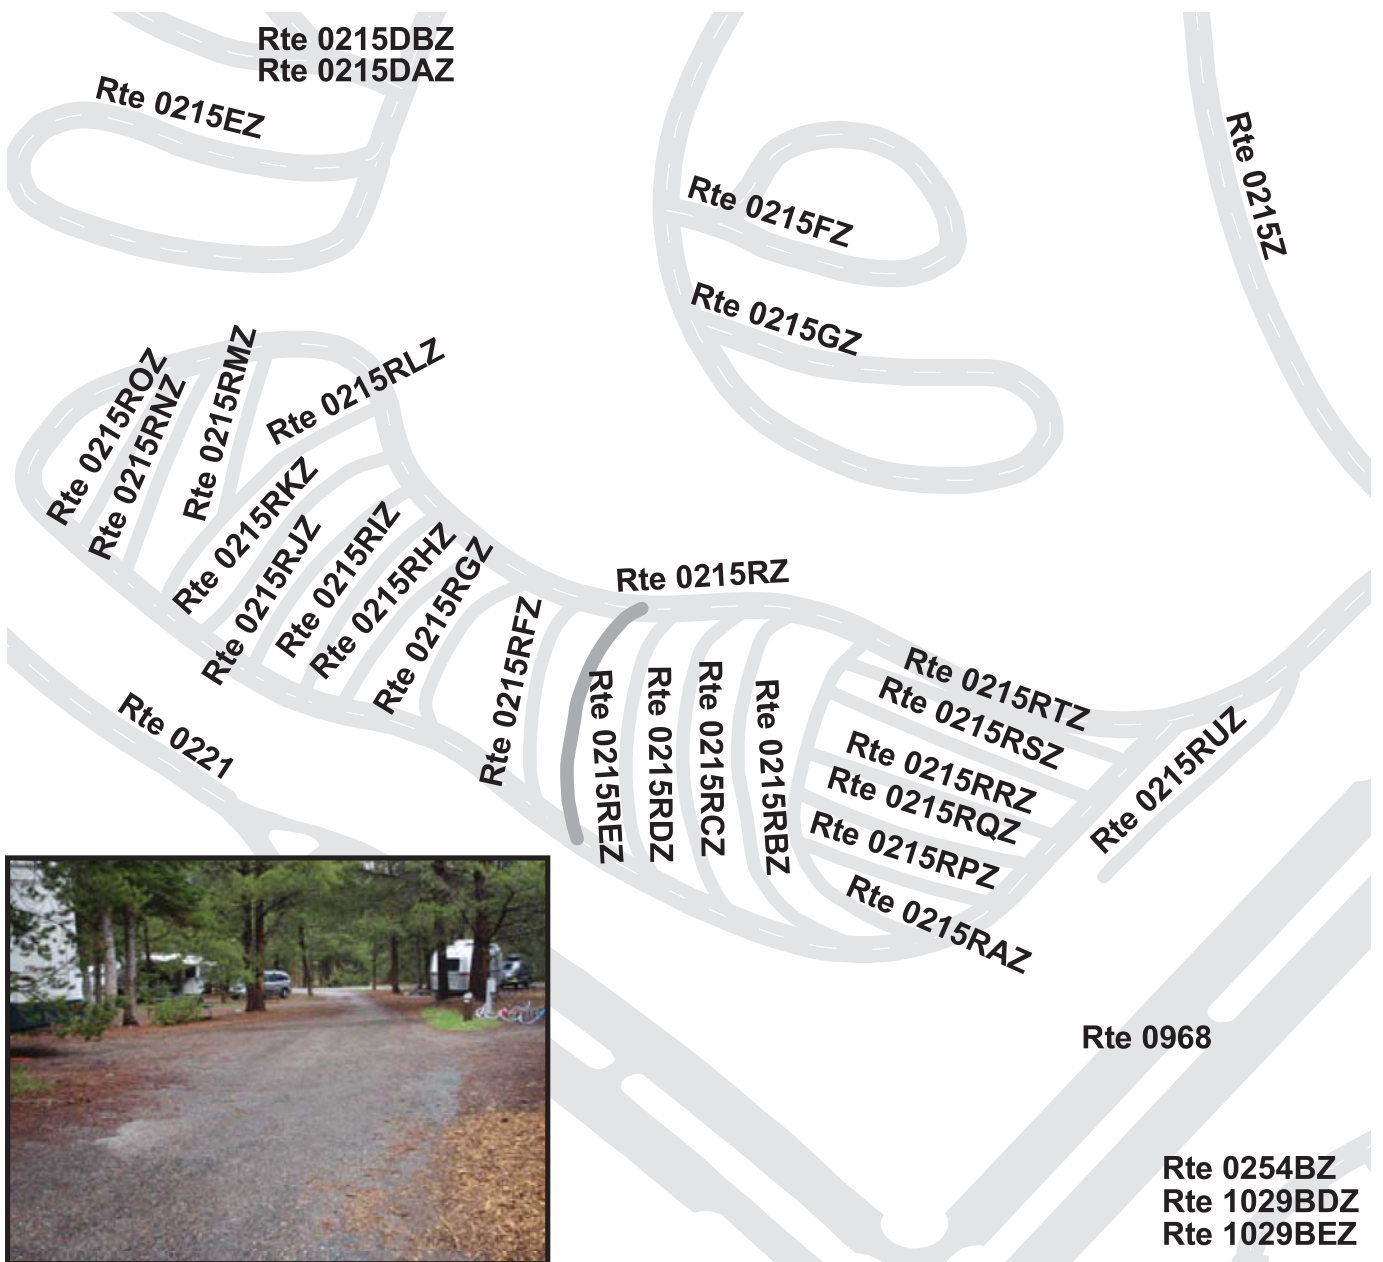 Rte 0215DBZ
Rte 0215DAZ
Rte 0215EZ
Rte 0215Z
Rte 0215FZ
Rte 0215GZ
Rte 0215ROZ
Rte 0215RNZ
Rte 0215RMZ
Rte 0215RLZ
Rte 0215RKZ
Rte 0215RJZ
Rte 0215RIZ
Rte 0215RHZ
Rte 0215RGZ
Rte 0215RFZ
Rte 0215RZ
Rte 0215REZ
Rte 0215RDZ
Rte 0215RCZ
Rte 0215RBZ
Rte 0215RTZ
Rte 0215RSZ
Rte 0215RRZ
Rte 0215RQZ
Rte 0215RPZ
Rte 0215RAZ
Rte 0215RUZ
Rte 0221
Rte 0968
Rte 0254BZ
Rte 1029BDZ
Rte 1029BEZ